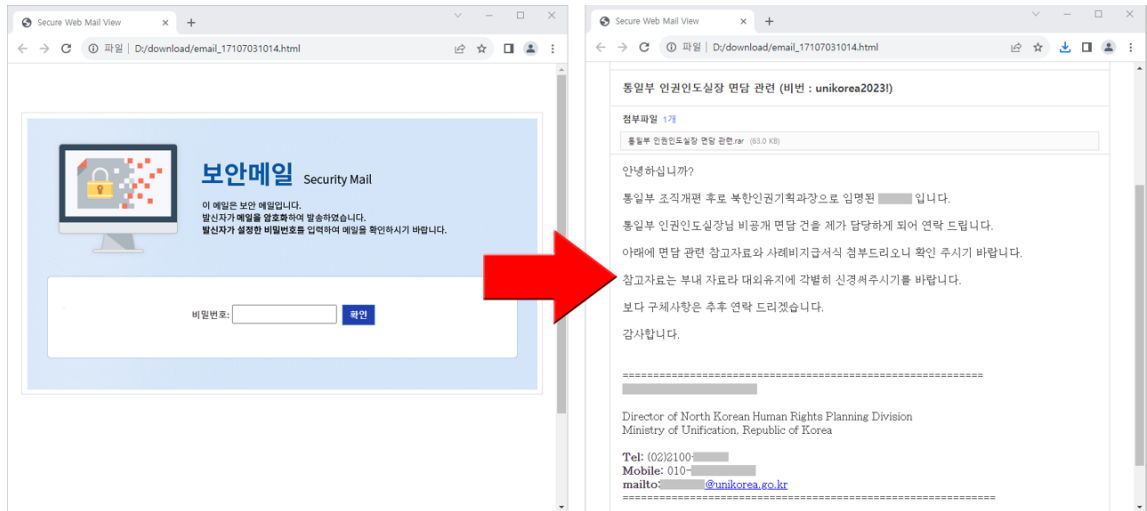 Secure Web Mail View
파일 | D:/download/email_17107031014.html
보안메일 Security Mail
이 메일은 보안 메일입니다.
발신자가 메일을 암호화하여 발송하였습니다.
발신자가 설정한 비밀번호를 입력하여 메일을 확인하시기 바랍니다.
비밀번호:
확인
Secure Web Mail View
파일 | D:/download/email_17107031014.html
통일부 인권인도실장 면담 관련 (비번 : unikorea2023!)
첨부파일 1개
통일부 인권인도실장 면담 관련.rar (63.0 KB)
안녕하십니까?
통일부 조직개편 후로 북한인권기획과장으로 임명된 입니다.
통일부 인권인도실장님 비공개 면담 건을 제가 담당하게 되어 연락 드립니다.
아래에 면담 관련 참고자료와 사례비지급서식 첨부드리오니 확인 주시기 바랍니다.
참고자료는 부내 자료라 대외유지에 각별히 신경써주시기를 바랍니다.
보다 구체사항은 추후 연락 드리겠습니다.
감사합니다.
===========================================================
Director of North Korean Human Rights Planning Division
Ministry of Unification, Republic of Korea
Tel: (02)2100-
Mobile: 010-
mailto: @unikorea.go.kr
=============================================================